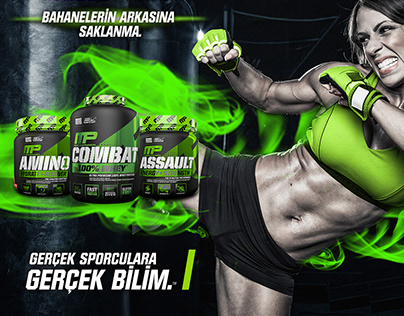 BAHANELERİN ARKASINA
SAKLANMA.
MP
AMINO
MP
COMBAT
100% WHEY
MP
ASSAULT
GERÇEK SPORCULARA
GERÇEK BİLİM.